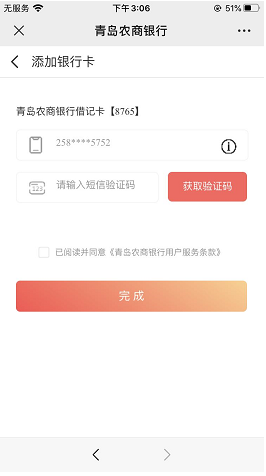 无服务 下午3:06 51%
青岛农商银行
添加银行卡
青岛农商银行借记卡【8765】
258****5752
123 请输入短信验证码 获取验证码
已阅读并同意《青岛农商银行用户服务条款》
完成